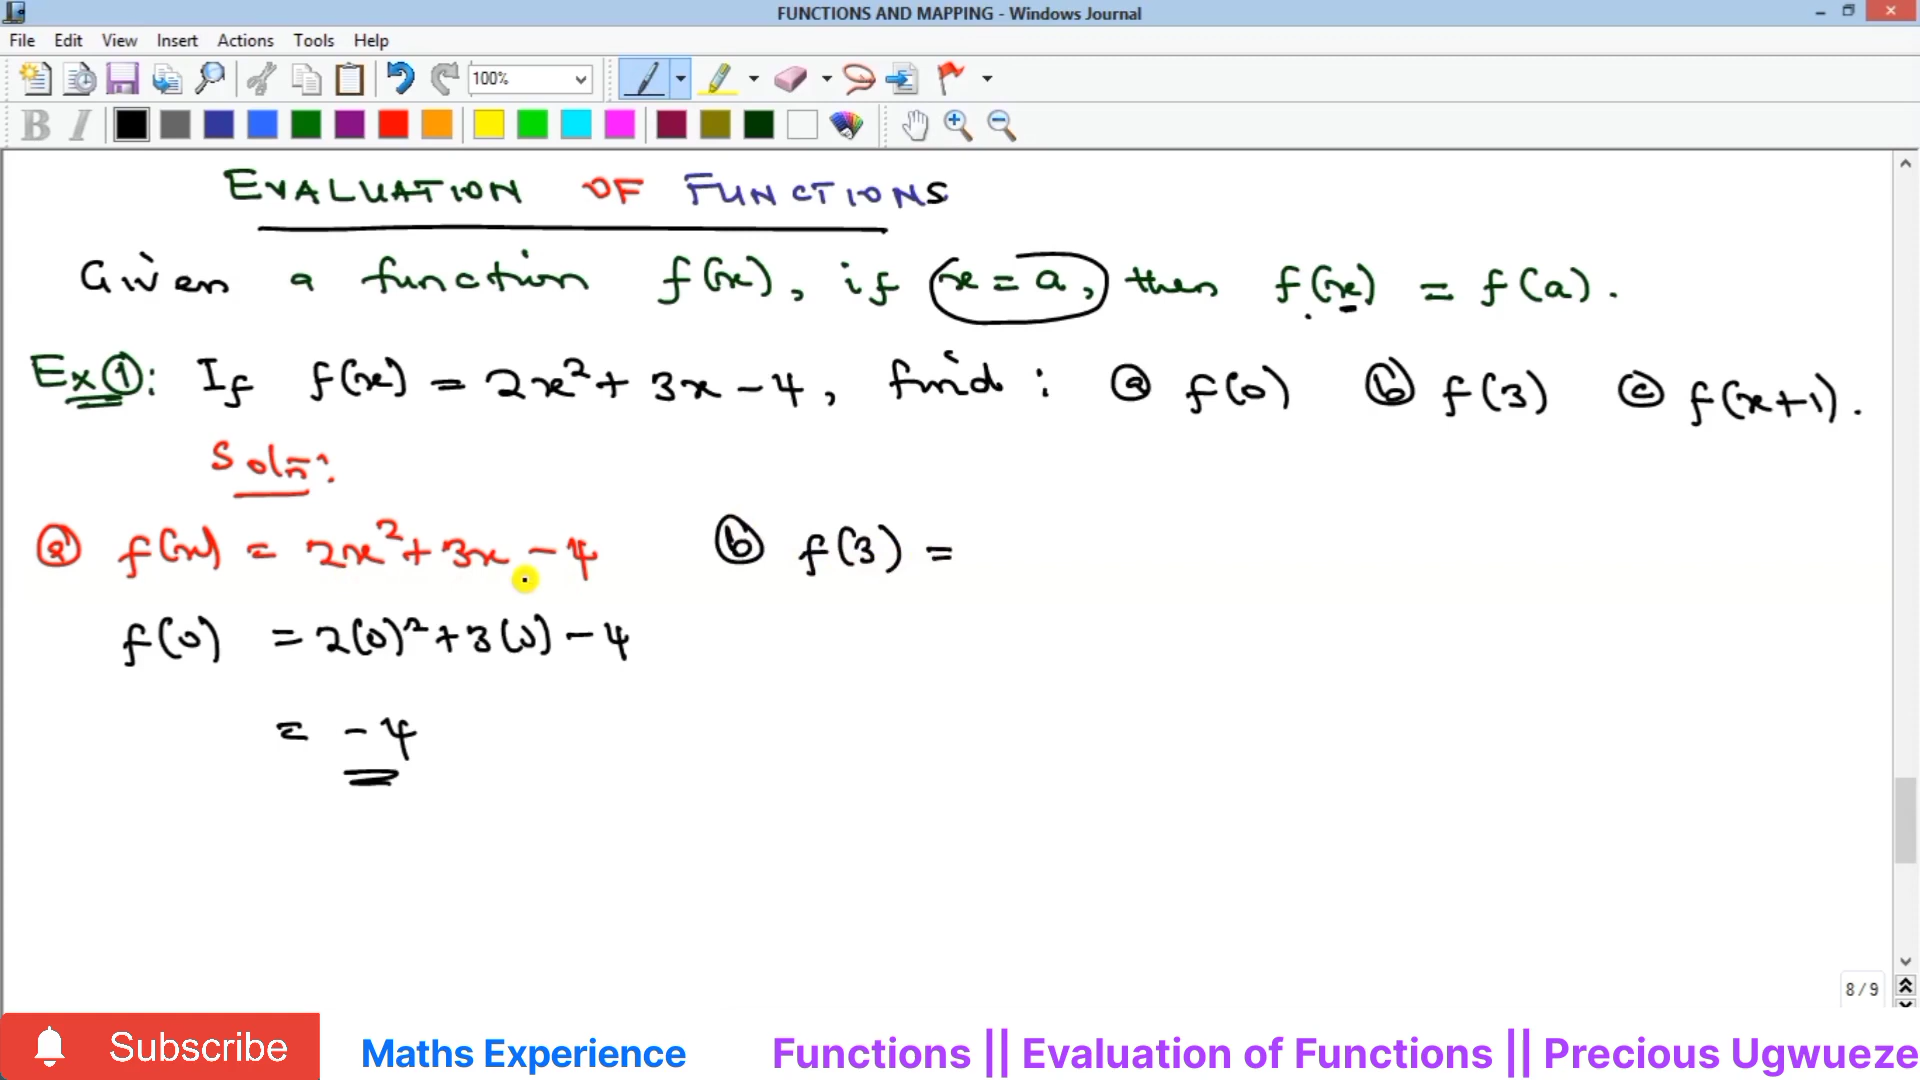 FUNCTIONS AND MAPPING - Windows Journal
File Edit View Insert Actions Tools Help
100%
B I
EVALUATION OF FUNCTIONS
Given a function f(x), if x = a, then f(x) = f(a).
Ex①: If f(x) = 2x² + 3x - 4, find : ⓐ f(0) ⓑ f(3) ⓒ f(x+1).
Soln:
ⓐ f(x) = 2x² + 3x - 4 ⓑ f(3) =
f(0) = 2(0)² + 3(0) - 4
= -4
8 / 9
Subscribe Maths Experience Functions || Evaluation of Functions || Precious Ugwueze